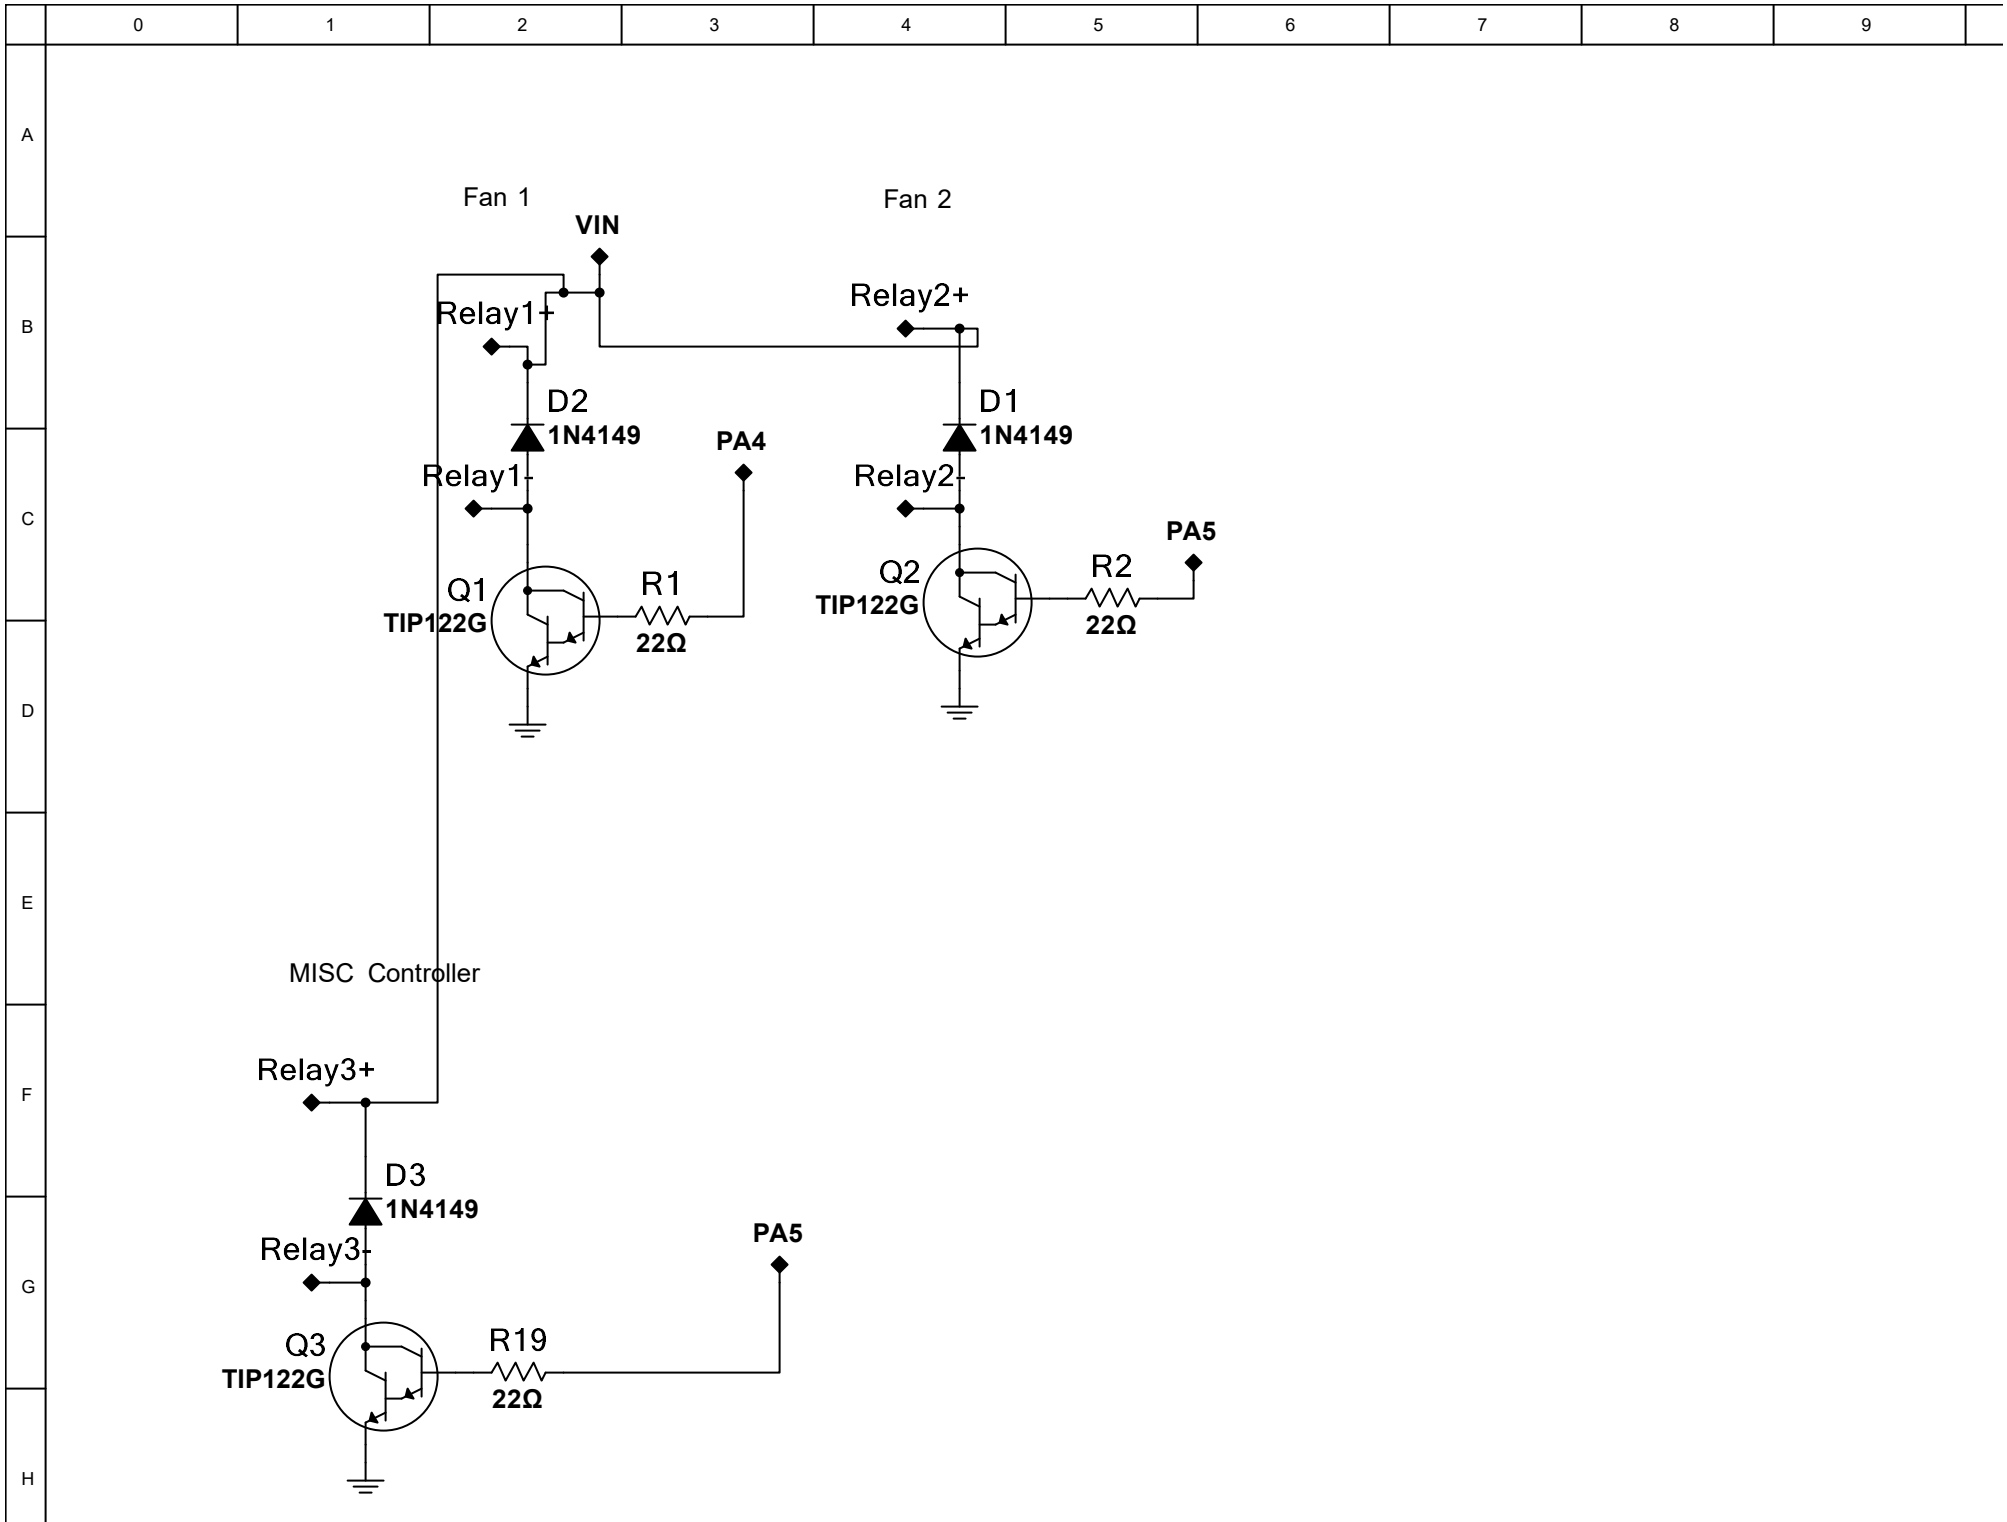 0 1 2 3 4 5 6 7 8 9
A
Fan 1 Fan 2
VIN
Relay2+
Relay1+
B
D2 D1
1N4149 PA4 1N4149
Relay1- Relay2-
C
PA5
Q1 R1 Q2 R2
TIP122G 22Ω TIP122G 22Ω
D
E
MISC Controller
Relay3+
F
D3
1N4149
PA5
Relay3-
G
Q3 R19
TIP122G 22Ω
H